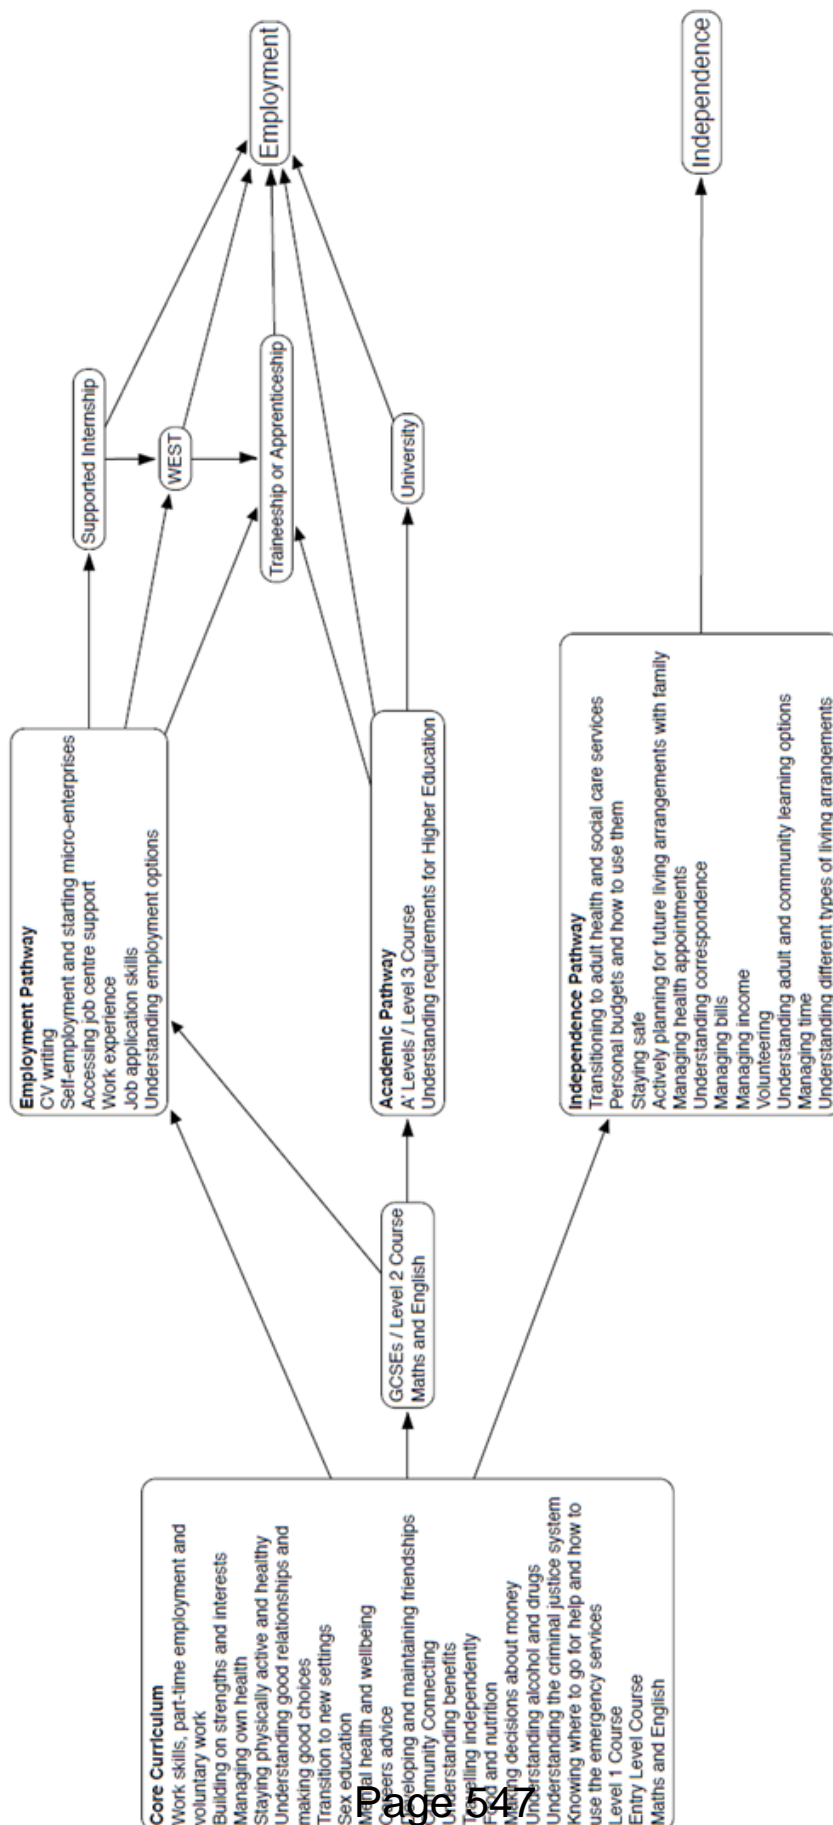 Core Curriculum
Work skills, part-time employment and
voluntary work
Building on strengths and interests
Managing own health
Staying physically active and healthy
Understanding good relationships and
making good choices
Transition to new settings
Sex education
Mental health and wellbeing
Careers advice
Developing and maintaining friendships
Community Connecting
Understanding benefits
Travelling independently
Food and nutrition
Making decisions about money
Understanding alcohol and drugs
Understanding the criminal justice system
Knowing where to go for help and how to
use the emergency services
Level 1 Course
Entry Level Course
Maths and English
GCSEs / Level 2 Course
Maths and English
Employment Pathway
CV writing
Self-employment and starting micro-enterprises
Accessing job centre support
Work experience
Job application skills
Understanding employment options
Academic Pathway
A' Levels / Level 3 Course
Understanding requirements for Higher Education
Independence Pathway
Transitioning to adult health and social care services
Personal budgets and how to use them
Staying safe
Actively planning for future living arrangements with family
Managing health appointments
Understanding correspondence
Managing bills
Managing income
Volunteering
Understanding adult and community learning options
Managing time
Understanding different types of living arrangements
Supported Internship
WEST
Traineeship or Apprenticeship
University
Employment
Independence
Page 547